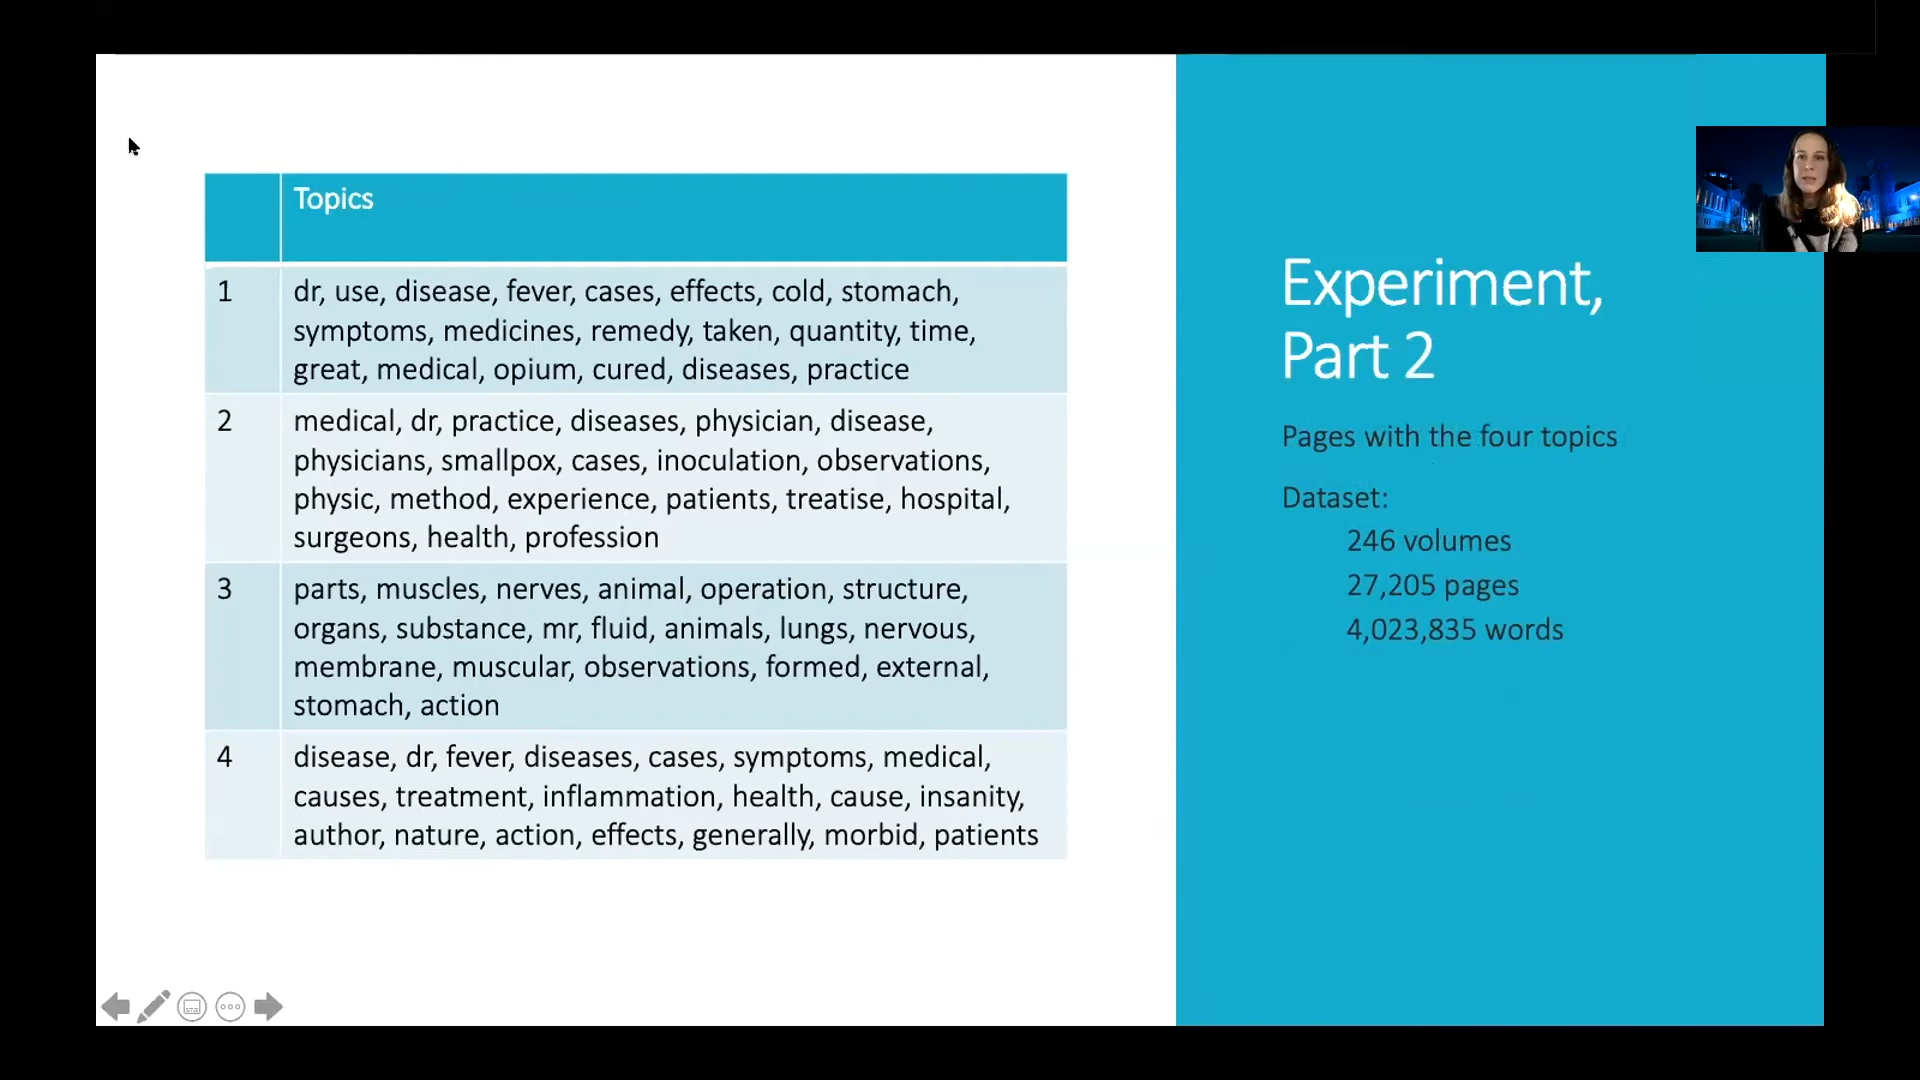 Topics
1
dr, use, disease, fever, cases, effects, cold, stomach,
symptoms, medicines, remedy, taken, quantity, time,
great, medical, opium, cured, diseases, practice
2
medical, dr, practice, diseases, physician, disease,
physicians, smallpox, cases, inoculation, observations,
physic, method, experience, patients, treatise, hospital,
surgeons, health, profession
3
parts, muscles, nerves, animal, operation, structure,
organs, substance, mr, fluid, animals, lungs, nervous,
membrane, muscular, observations, formed, external,
stomach, action
4
disease, dr, fever, diseases, cases, symptoms, medical,
causes, treatment, inflammation, health, cause, insanity,
author, nature, action, effects, generally, morbid, patients
Experiment,
Part 2
Pages with the four topics
Dataset:
246 volumes
27,205 pages
4,023,835 words